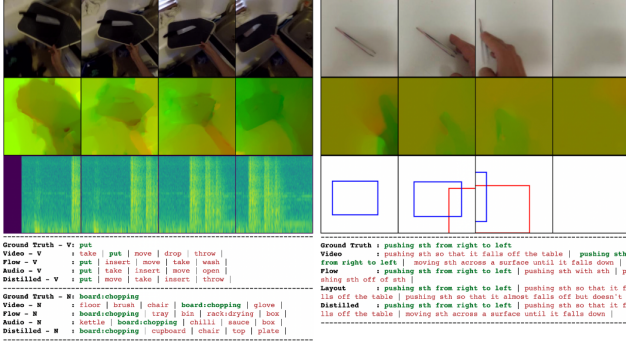 Ground Truth - V: put
Video - V : take | put | move | drop | throw |
Flow - V : put | insert | move | take | wash |
Audio - V : put | take | insert | move | open |
Distilled - V : put | move | insert | throw |
Ground Truth - N: board:chopping
Video - N : floor | brush | chair | board:chopping | glove |
Flow - N : board:chopping | tray | bin | rack:drying | box |
Audio - N : kettle | board:chopping | chilli | sauce | box |
Distilled - N : board:chopping | cupboard | chair | top | plate |
Ground Truth : pushing sth from right to left
Video : pushing sth so that it falls off the table | pushing sth
from right to left | moving sth across a surface until it falls down |
Flow : pushing sth from right to left | pushing sth with sth | p
shing sth off of sth |
Layout : pushing sth from right to left | pushing sth so that it f
lls off the table | pushing sth so that it almost falls off but doesn't
Distilled : pushing sth from right to left | pushing sth so that it f
lls off the table | moving sth across a surface until it falls down |